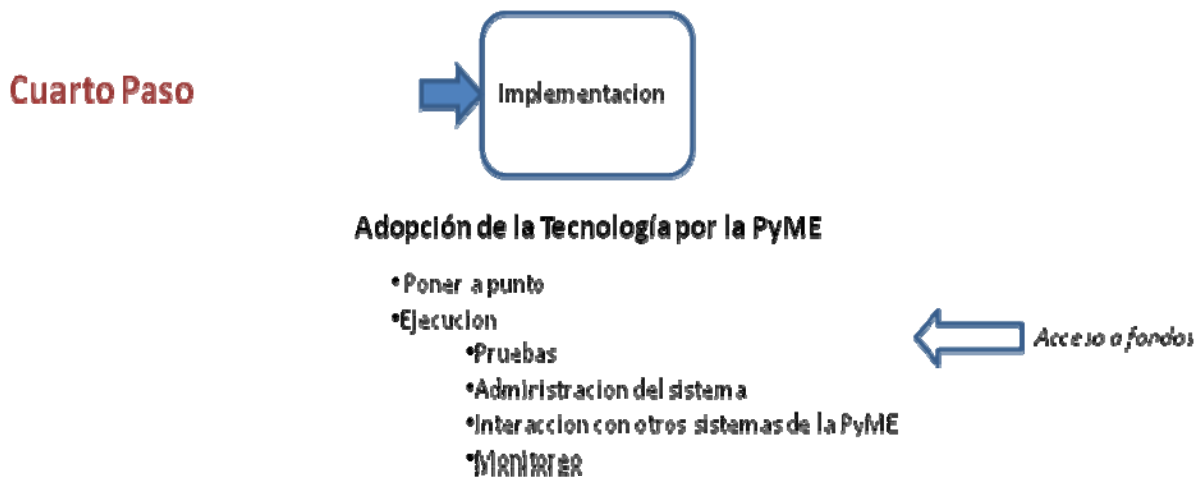 Cuarto Paso
Implementacion
Adopción de la Tecnología por la PyME
•Poner a punto
•Ejecucion
Acceso a fondos
•Pruebas
•Administracion del sistema
•Interaccion con otros sistemas de la PyME
•Monitoreo